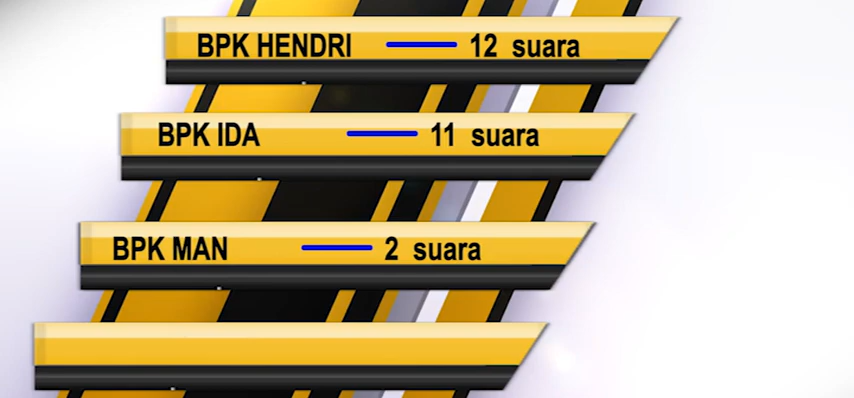 BPK HENDRI — 12 suara
BPK IDA — 11 suara
BPK MAN — 2 suara